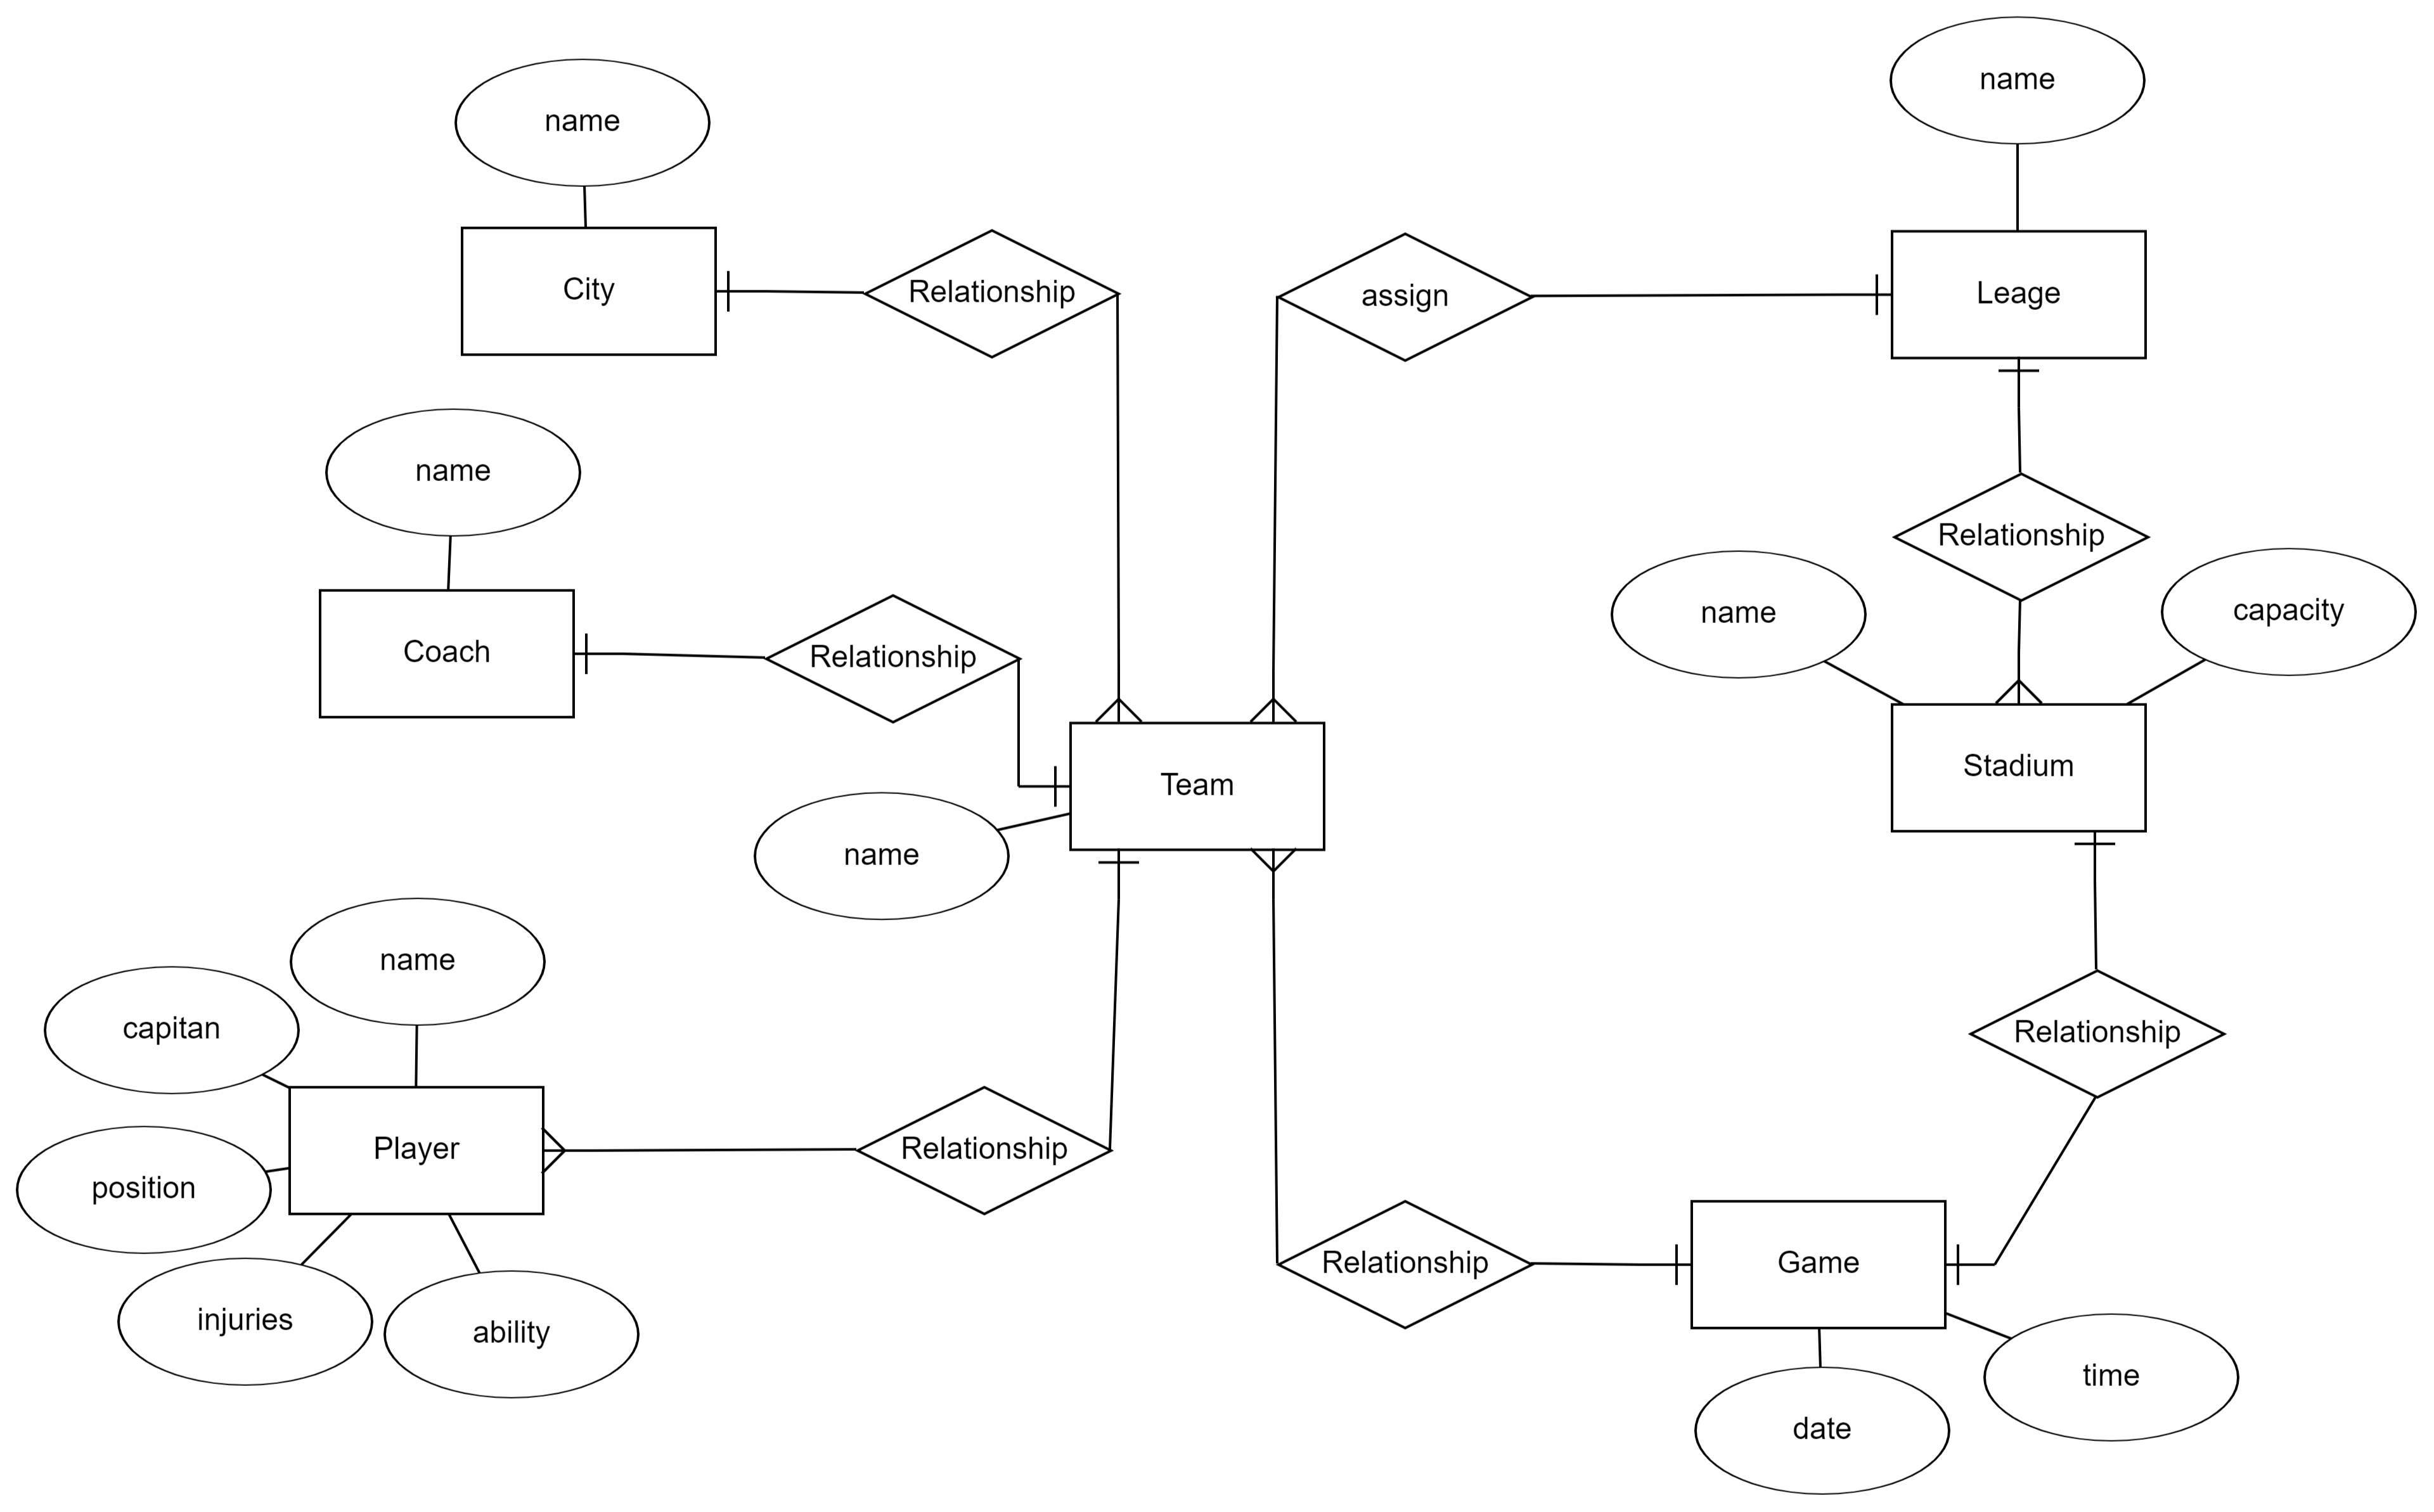 name
name
City
Relationship
assign
Leage
name
Coach
Relationship
Relationship
name
capacity
Team
Stadium
name
name
capitan
Relationship
Player
Relationship
position
Relationship
Game
injuries
ability
time
date